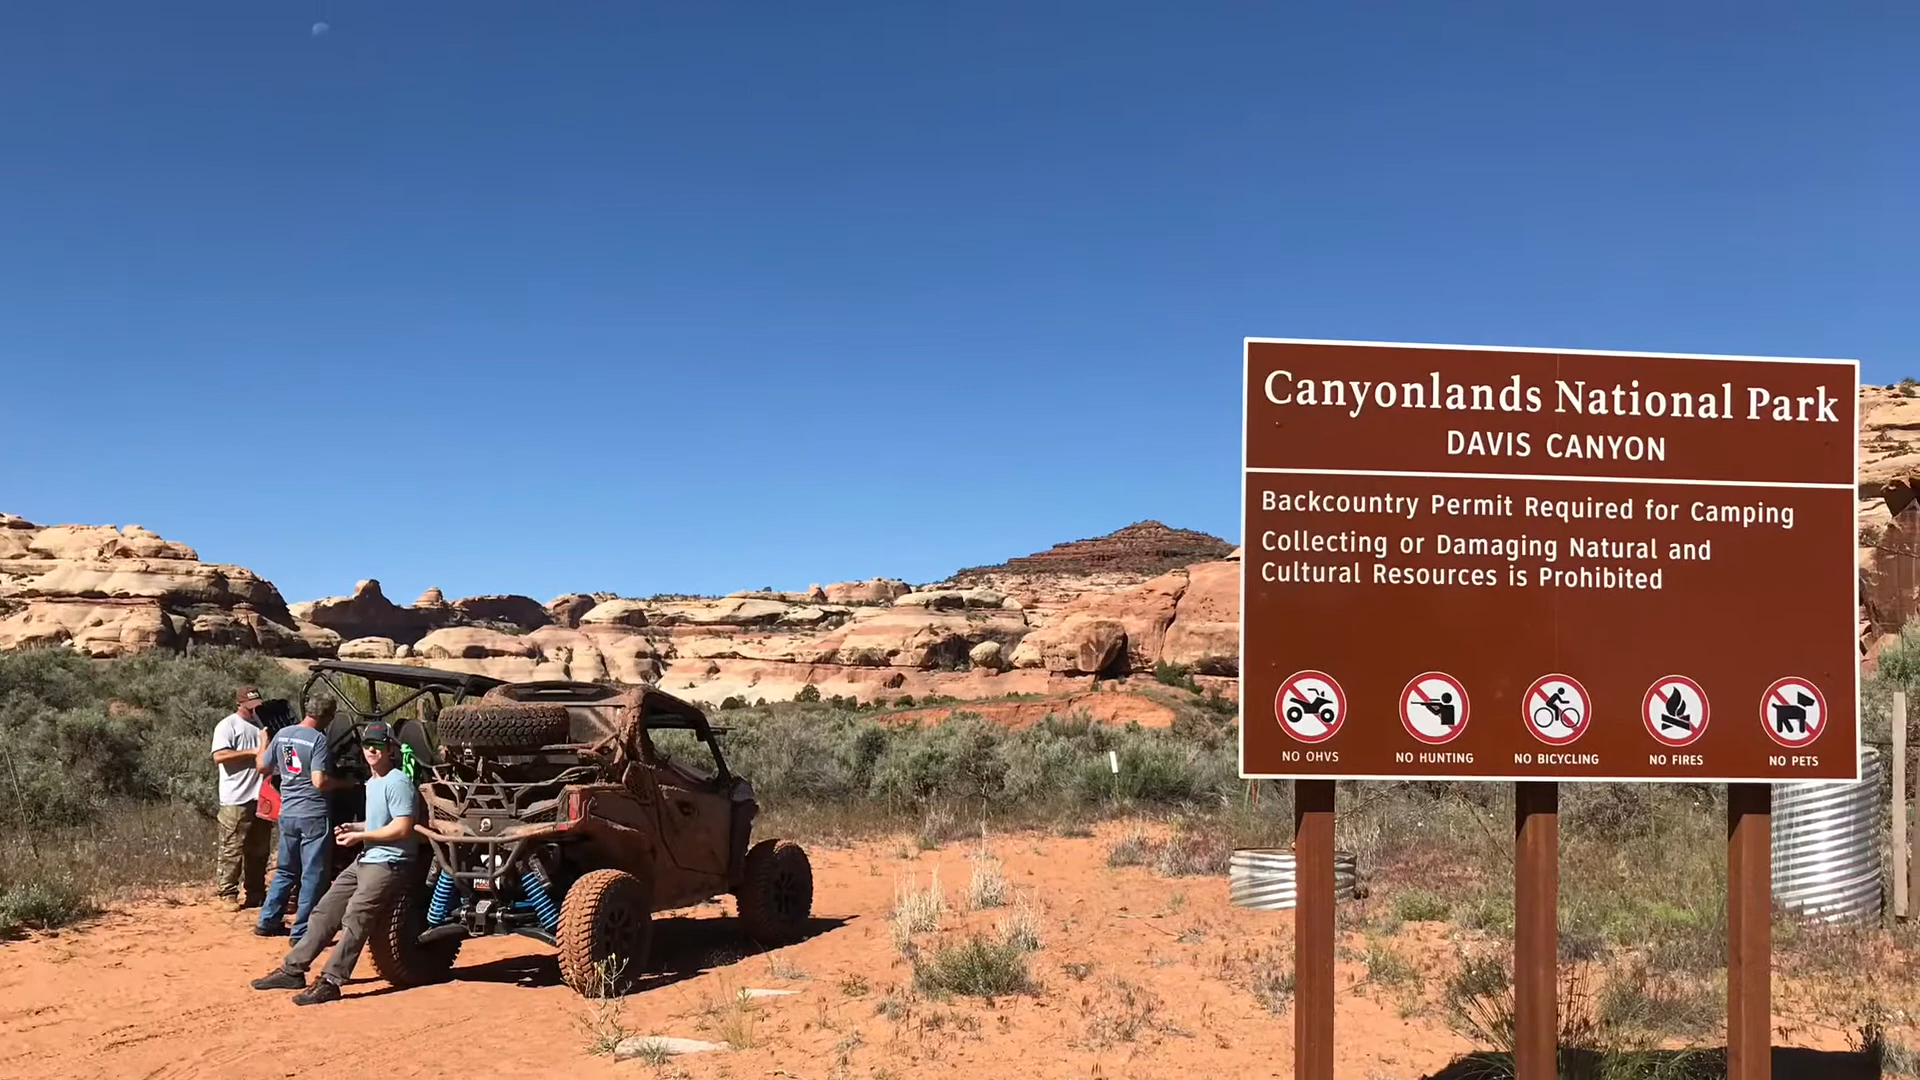 Canyonlands National Park
DAVIS CANYON
Backcountry Permit Required for Camping
Collecting or Damaging Natural and
Cultural Resources is Prohibited
NO OHVS
NO HUNTING
NO BICYCLING
NO FIRES
NO PETS